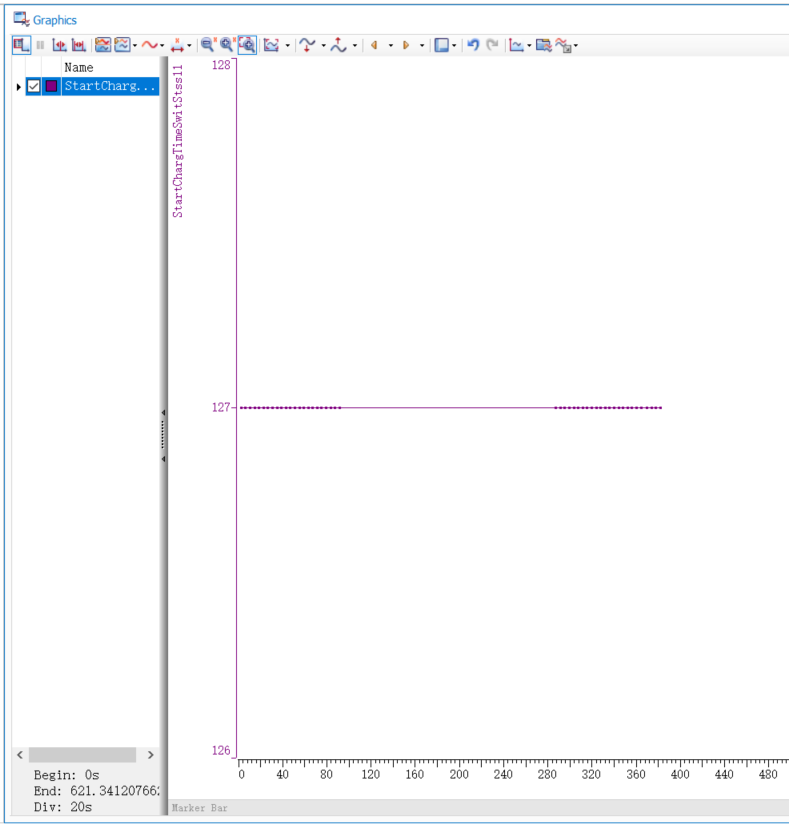 Graphics
Name
StartCharg...
StartChargTimeSwitStss11
128
127
126
0 40 80 120 160 200 240 280 320 360 400 440 480
Begin: 0s
End: 621.341207662
Div: 20s
Marker Bar